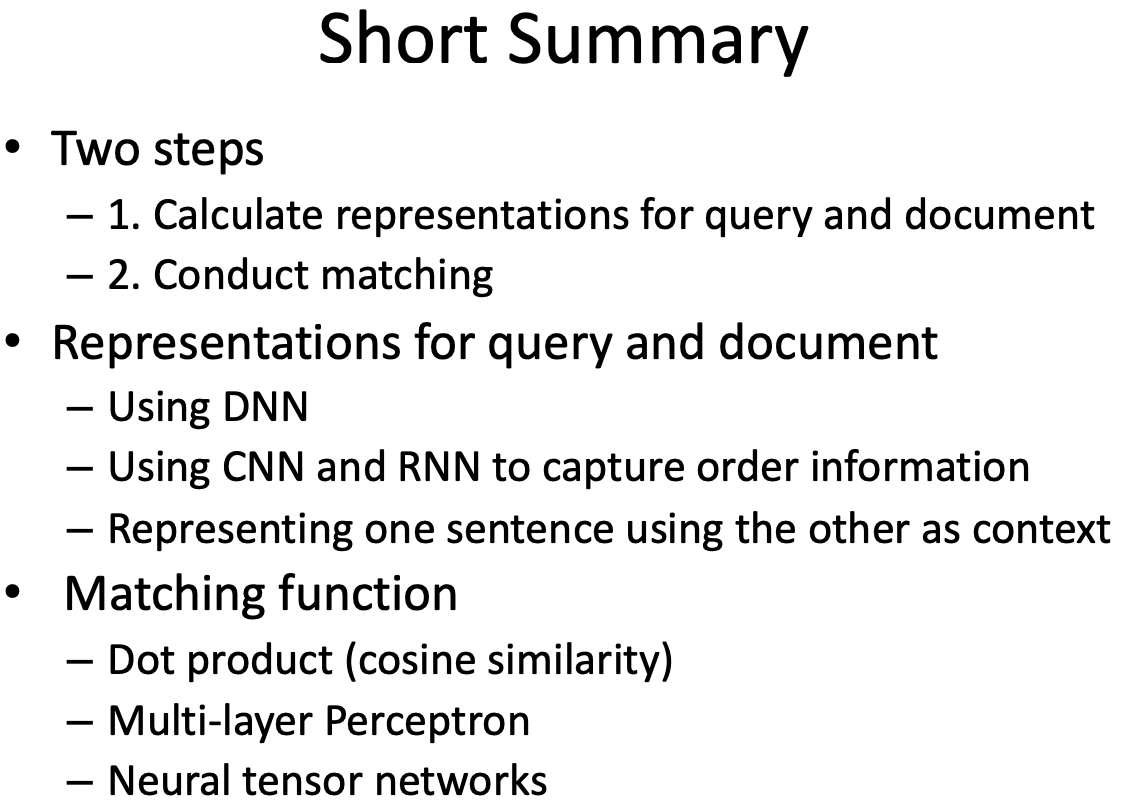 Short Summary
• Two steps
– 1. Calculate representations for query and document
– 2. Conduct matching
• Representations for query and document
– Using DNN
– Using CNN and RNN to capture order information
– Representing one sentence using the other as context
• Matching function
– Dot product (cosine similarity)
– Multi-layer Perceptron
– Neural tensor networks